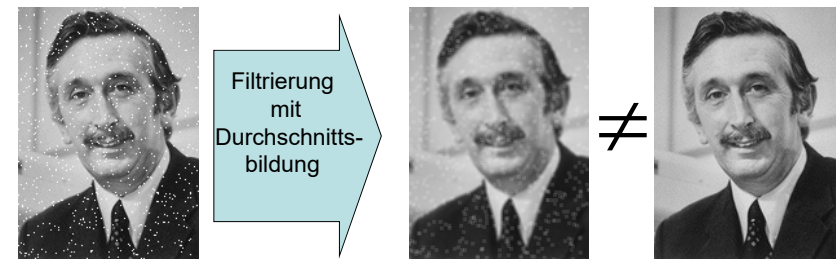 Filtrierung
mit
Durchschnitts-
bildung
≠